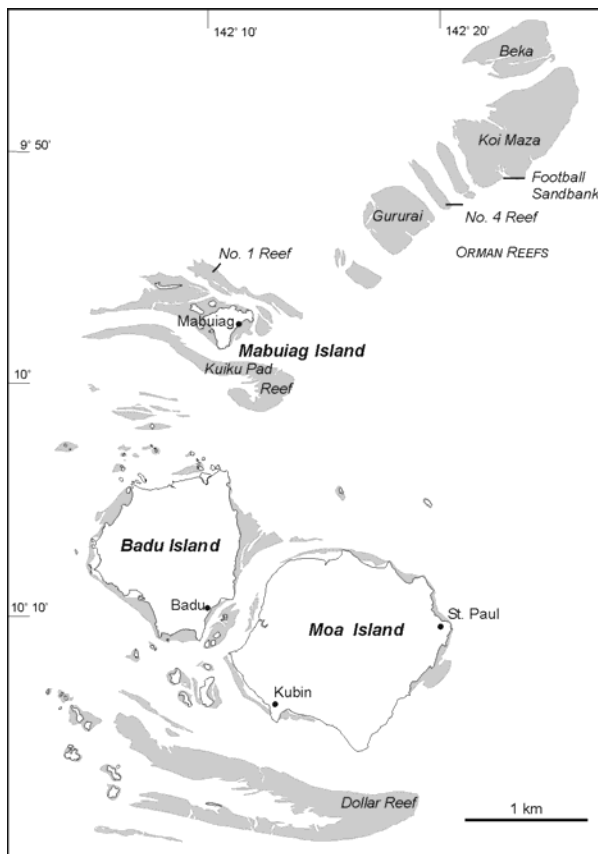 142° 10'
142° 20'
Beka
Koi Maza
9° 50'
Football
Sandbank
Gururai
No. 4 Reef
ORMAN REEFS
No. 1 Reef
Mabuiag
Mabuiag Island
Kuiku Pad
Reef
10°
Badu Island
Badu
10° 10'
St. Paul
Moa Island
Kubin
Dollar Reef
1 km